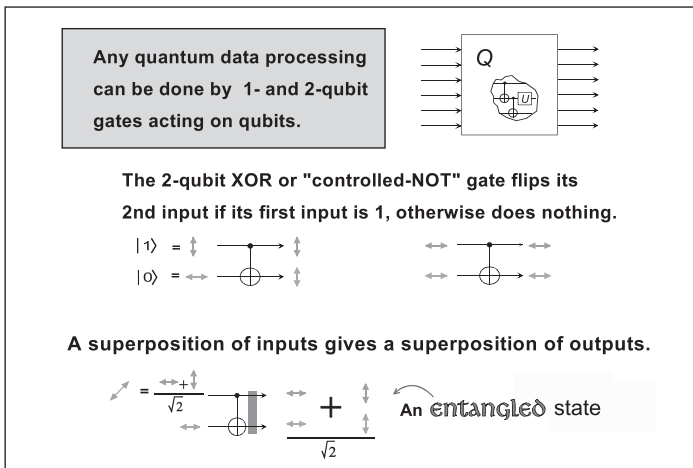 Any quantum data processing
can be done by 1- and 2-qubit
gates acting on qubits.
Q
U
The 2-qubit XOR or "controlled-NOT" gate flips its
2nd input if its first input is 1, otherwise does nothing.
|1⟩ = ↕ ↕ ↔ ↔
|0⟩ = ↔ ↕ ↔ ↔
A superposition of inputs gives a superposition of outputs.
⤢ = ↔+↕ ↔ + ↕
√2
↔ ↔ ↕
√2
An entangled state